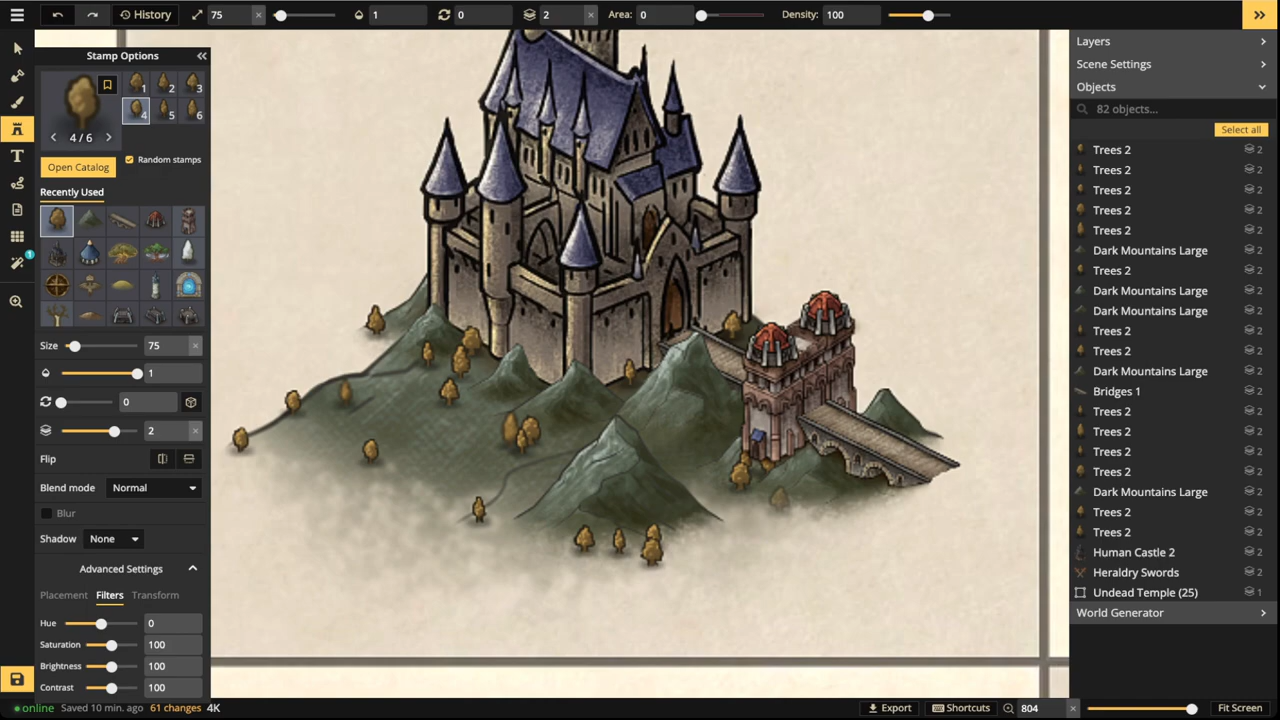 History
75
×
1
0
2
×
Area: 0
Density: 100
Stamp Options
1
2
3
4
5
6
4 / 6
Open Catalog
Random stamps
Recently Used
Size
75
×
1
0
2
×
Flip
Blend mode
Normal
Blur
Shadow
None
Advanced Settings
Placement
Filters
Transform
Hue
0
Saturation
100
Brightness
100
Contrast
100
online
Saved 10 min. ago
61 changes
4K
Export
Shortcuts
804
×
Fit Screen
Layers
Scene Settings
Objects
82 objects...
Select all
Trees 2 2
Trees 2 2
Trees 2 2
Trees 2 2
Trees 2 2
Dark Mountains Large 2
Trees 2 2
Dark Mountains Large 2
Dark Mountains Large 2
Trees 2 2
Trees 2 2
Dark Mountains Large 2
Bridges 1 2
Trees 2 2
Trees 2 2
Trees 2 2
Trees 2 2
Dark Mountains Large 2
Trees 2 2
Trees 2 2
Human Castle 2 2
Heraldry Swords 2
Undead Temple (25) 1
World Generator
1